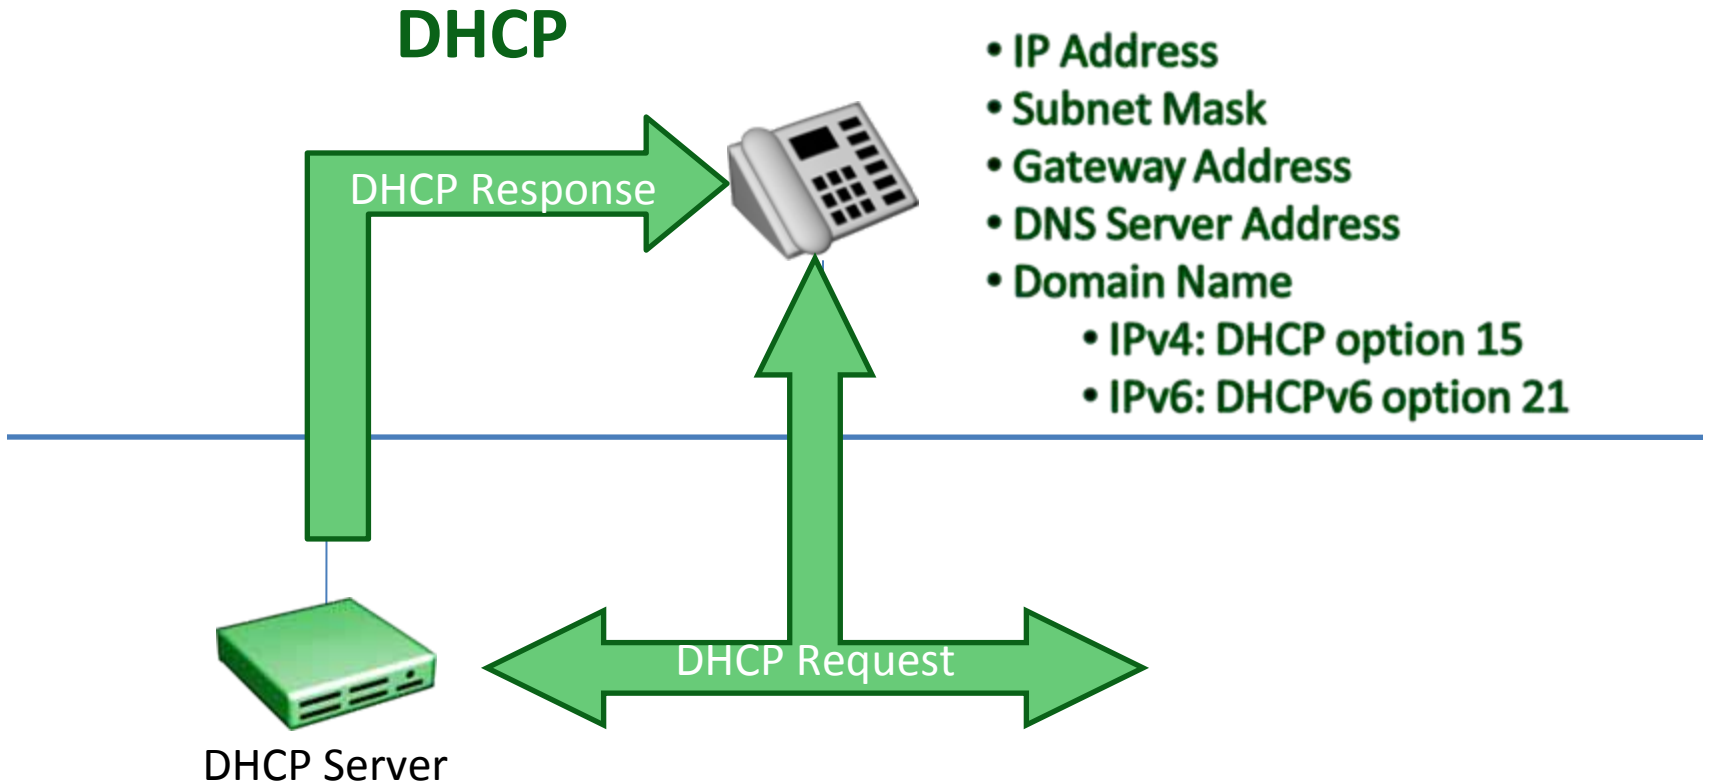 DHCP
• IP Address
• Subnet Mask
• Gateway Address
• DNS Server Address
• Domain Name
• IPv4: DHCP option 15
• IPv6: DHCPv6 option 21
DHCP Response
DHCP Request
DHCP Server